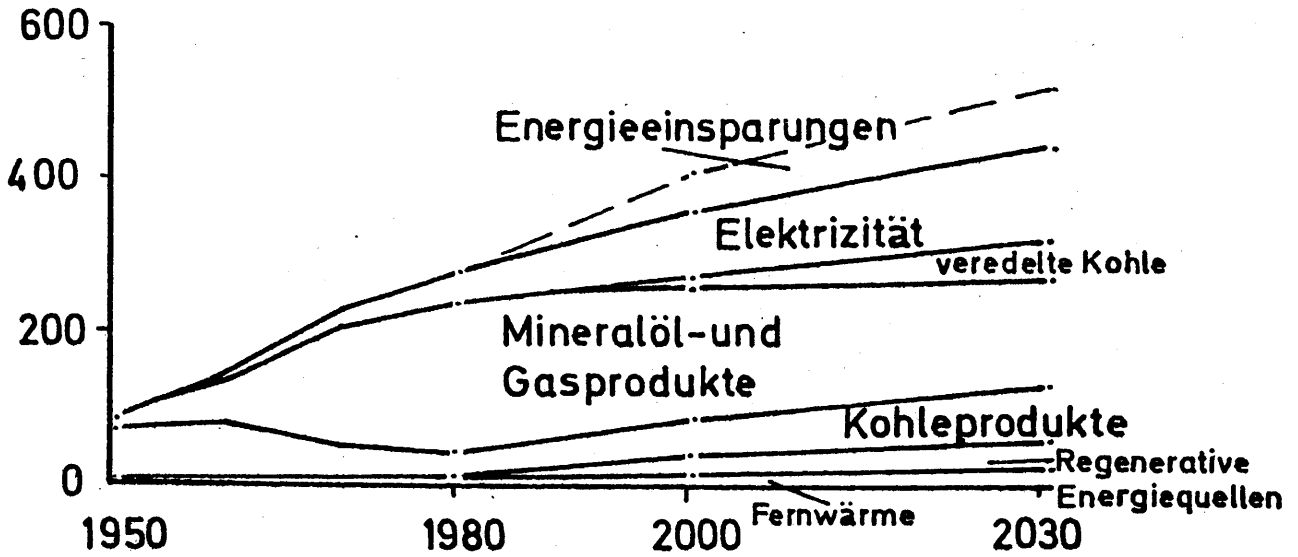 600
Energieeinsparungen
400
Elektrizität
veredelte Kohle
200
Mineralöl-und
Gasprodukte
Kohleprodukte
0
Regenerative
Energiequellen
Fernwärme
1950
1980
2000
2030